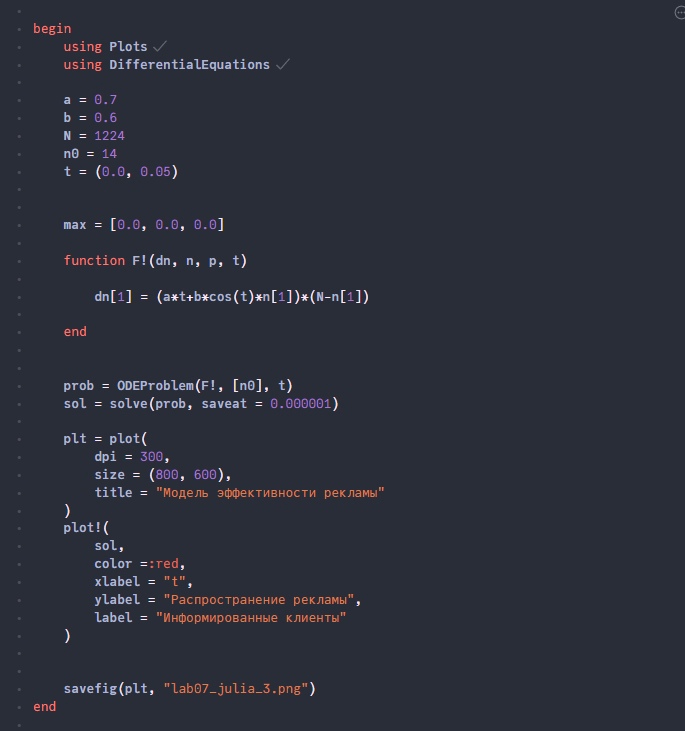 begin
using Plots ✓
using DifferentialEquations ✓
a = 0.7
b = 0.6
N = 1224
n0 = 14
t = (0.0, 0.05)
max = [0.0, 0.0, 0.0]
function F!(dn, n, p, t)
dn[1] = (a*t+b*cos(t)*n[1])*(N-n[1])
end
prob = ODEProblem(F!, [n0], t)
sol = solve(prob, saveat = 0.000001)
plt = plot(
dpi = 300,
size = (800, 600),
title = "Модель эффективности рекламы"
)
plot!(
sol,
color =:red,
xlabel = "t",
ylabel = "Распространение рекламы",
label = "Информированные клиенты"
)
savefig(plt, "lab07_julia_3.png")
end